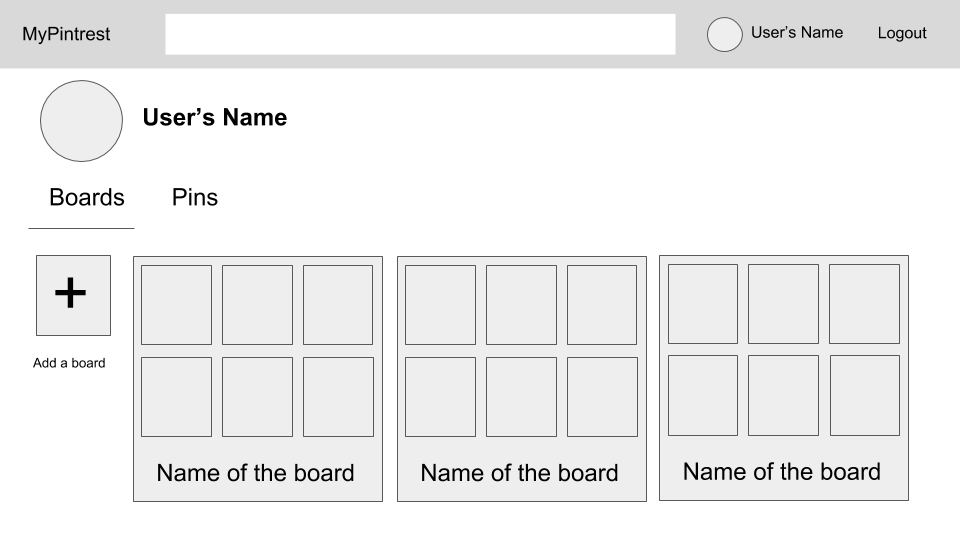 MyPintrest
User’s Name
Logout
User’s Name
Boards
Pins
+
Add a board
Name of the board
Name of the board
Name of the board